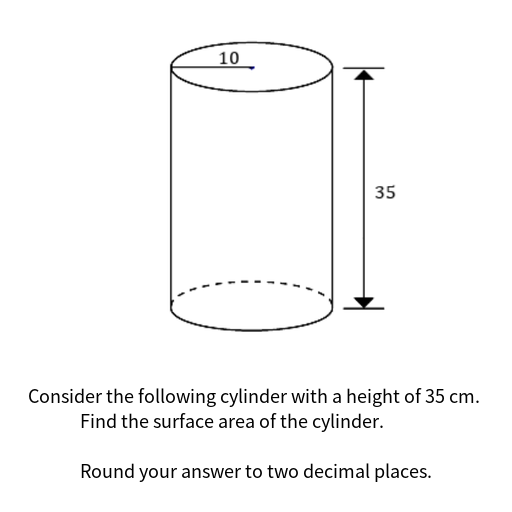 10
35
Consider the following cylinder with a height of 35 cm.
Find the surface area of the cylinder.
Round your answer to two decimal places.